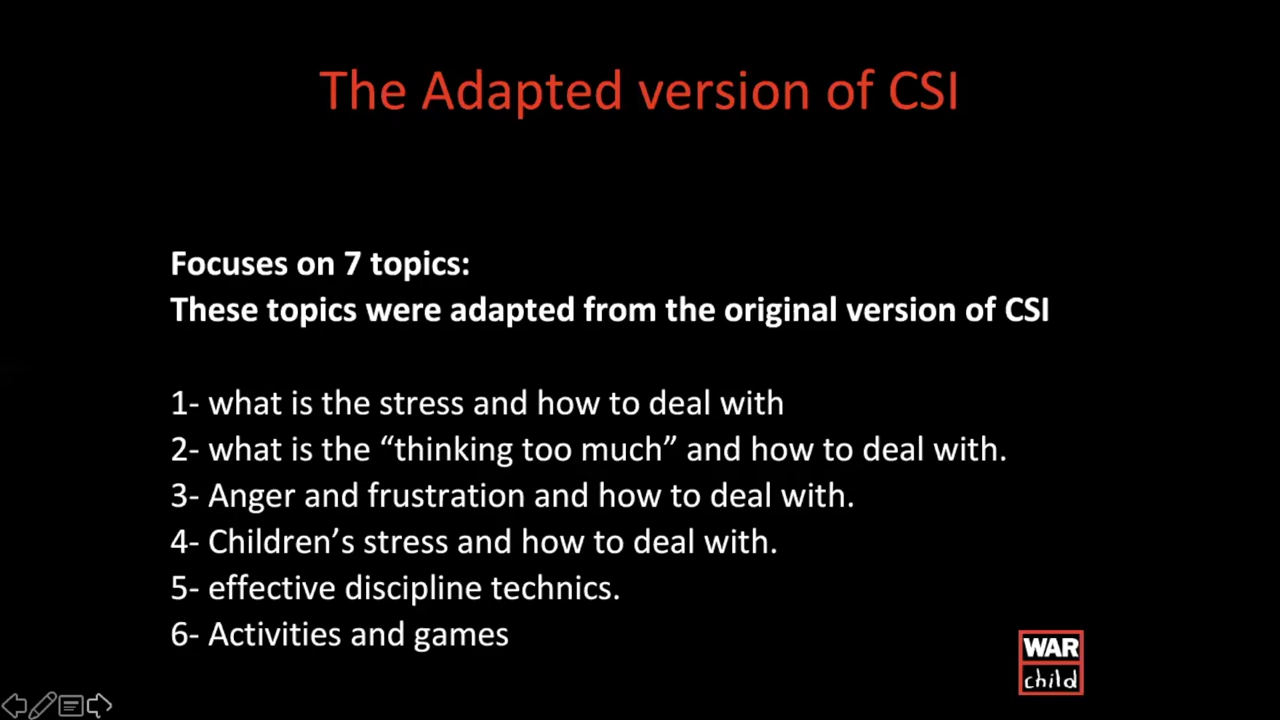 The Adapted version of CSI
Focuses on 7 topics:
These topics were adapted from the original version of CSI
1- what is the stress and how to deal with
2- what is the “thinking too much” and how to deal with.
3- Anger and frustration and how to deal with.
4- Children’s stress and how to deal with.
5- effective discipline technics.
6- Activities and games
WAR
child